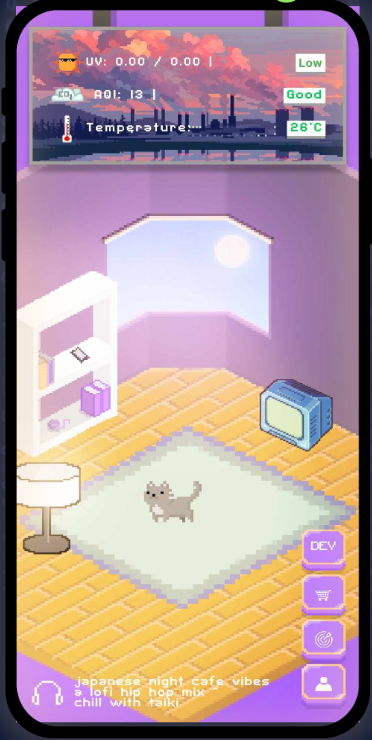 UV: 0.00 / 0.00 |
Low
CO₂
AQI: 13 |
Good
Temperature:
26°C
DEV
japanese night cafe vibes
a lofi hip hop mix ~
chill with taiki